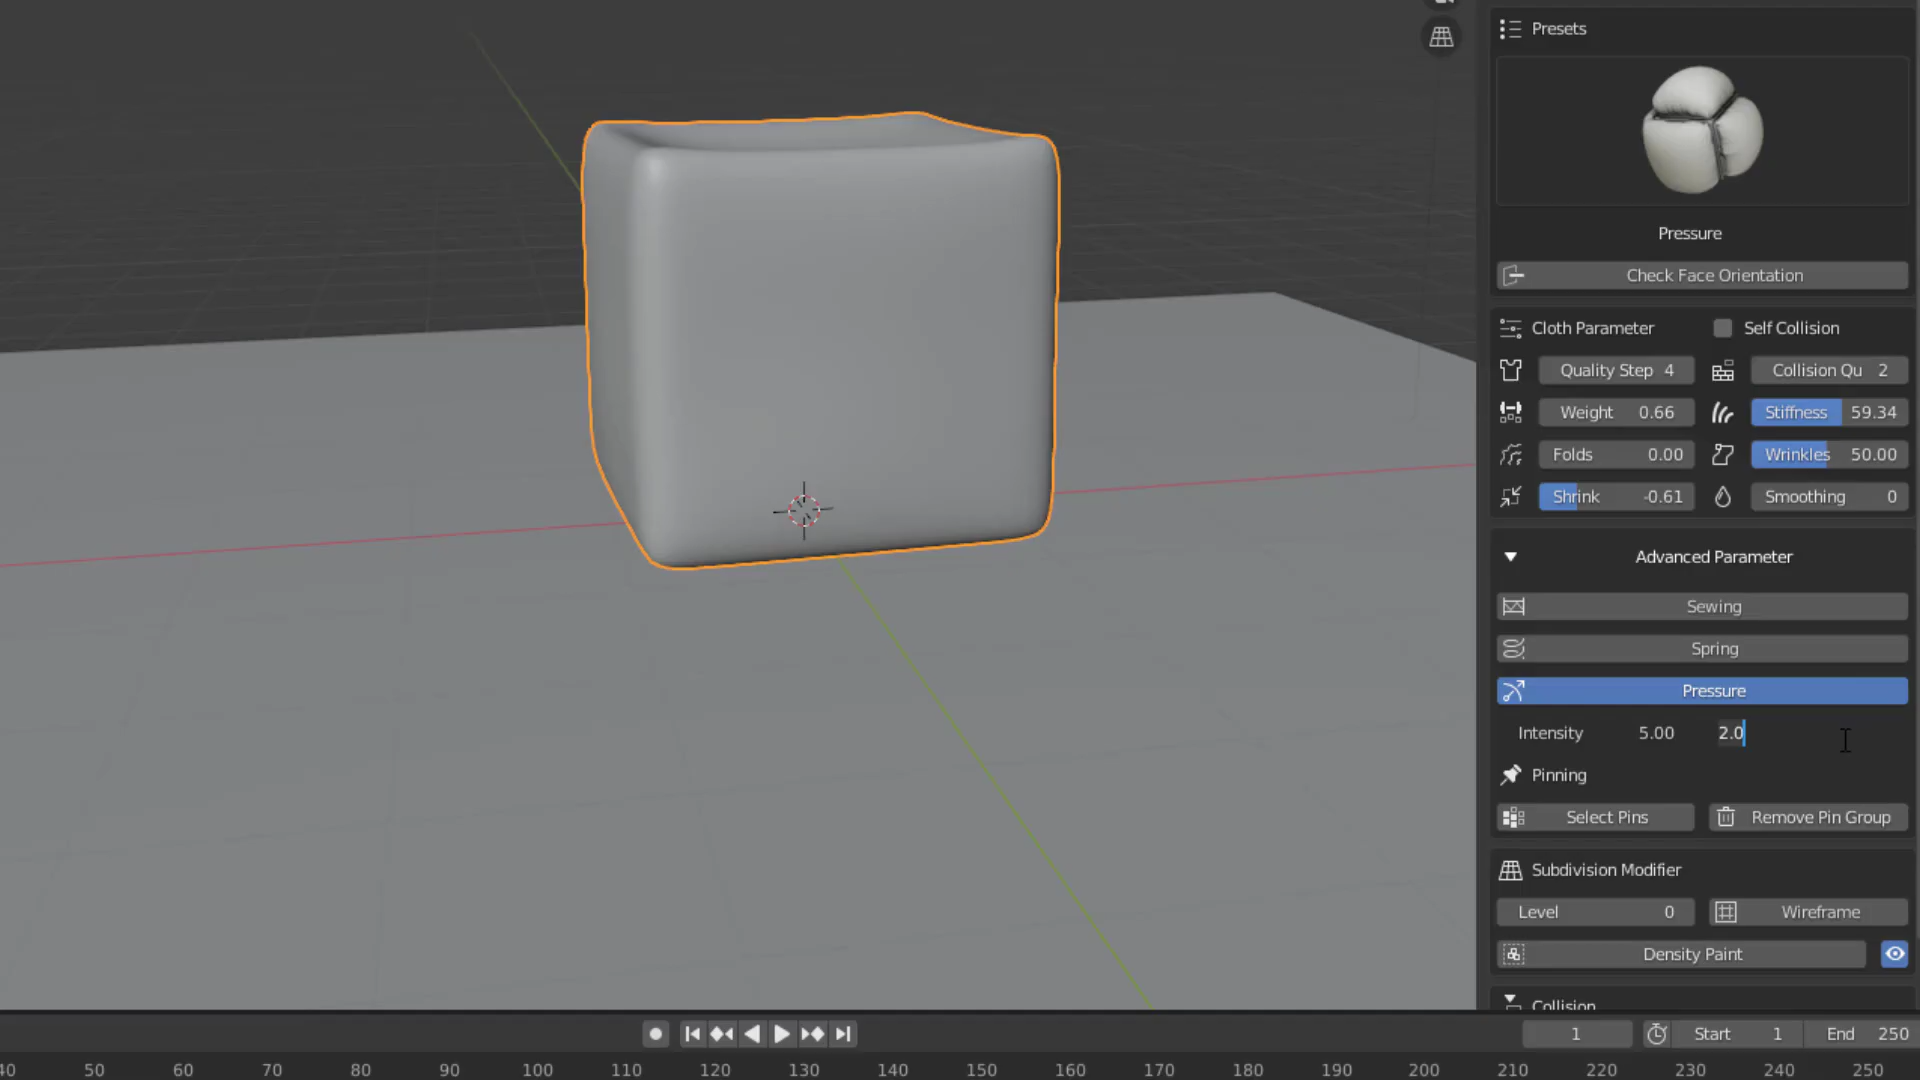 Presets
Pressure
Check Face Orientation
Cloth Parameter Self Collision
Quality Step 4 Collision Qu 2
Weight 0.66 Stiffness 59.34
Folds 0.00 Wrinkles 50.00
Shrink -0.61 Smoothing 0
Advanced Parameter
Sewing
Spring
Pressure
Intensity 5.00 2.0
Pinning
Select Pins Remove Pin Group
Subdivision Modifier
Level 0 Wireframe
Density Paint
Collision
1 Start 1 End 250
40 50 60 70 80 90 100 110 120 130 140 150 160 170 180 190 200 210 220 230 240 250